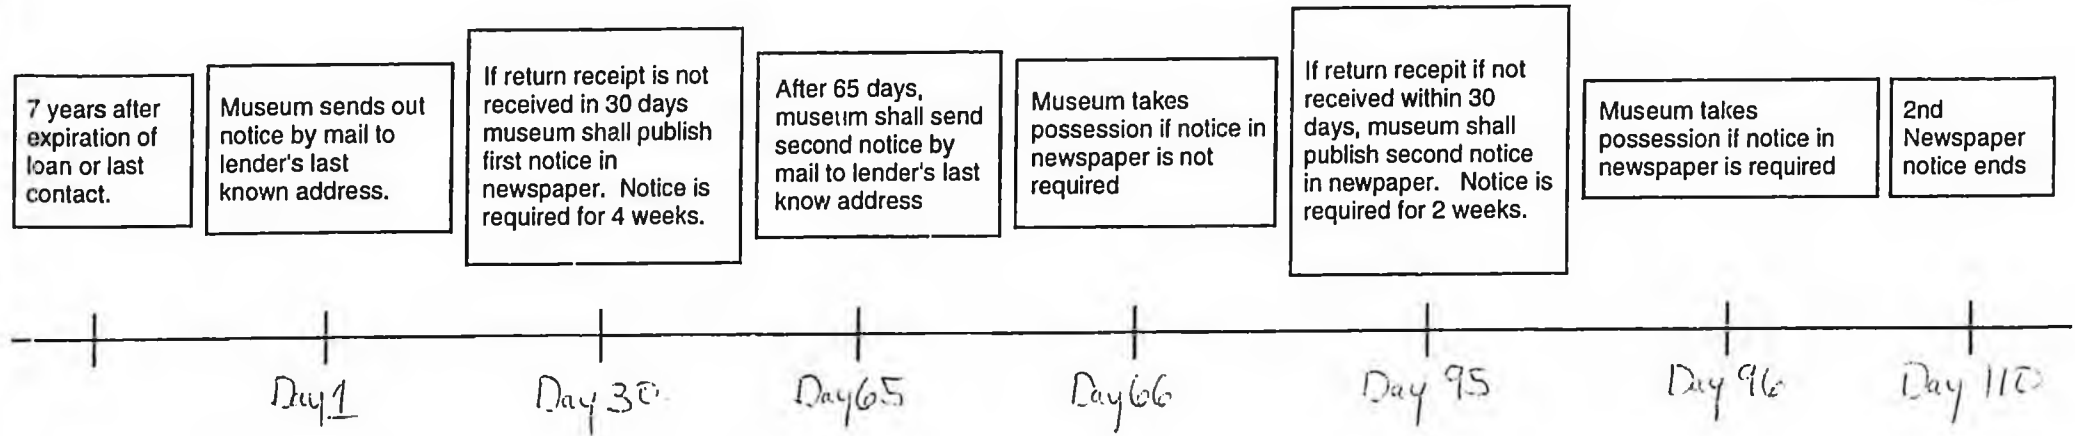 7 years after
expiration of
loan or last
contact.
Museum sends out
notice by mail to
lender's last
known address.
If return receipt is not
received in 30 days
museum shall publish
first notice in
newspaper. Notice is
required for 4 weeks.
After 65 days,
museum shall send
second notice by
mail to lender's last
know address
Museum takes
possession if notice in
newspaper is not
required
If return recepit if not
received within 30
days, museum shall
publish second notice
in newpaper. Notice is
required for 2 weeks.
Museum takes
possession if notice in
newspaper is required
2nd
Newspaper
notice ends
Day 1
Day 30
Day 65
Day 66
Day 95
Day 96
Day 110